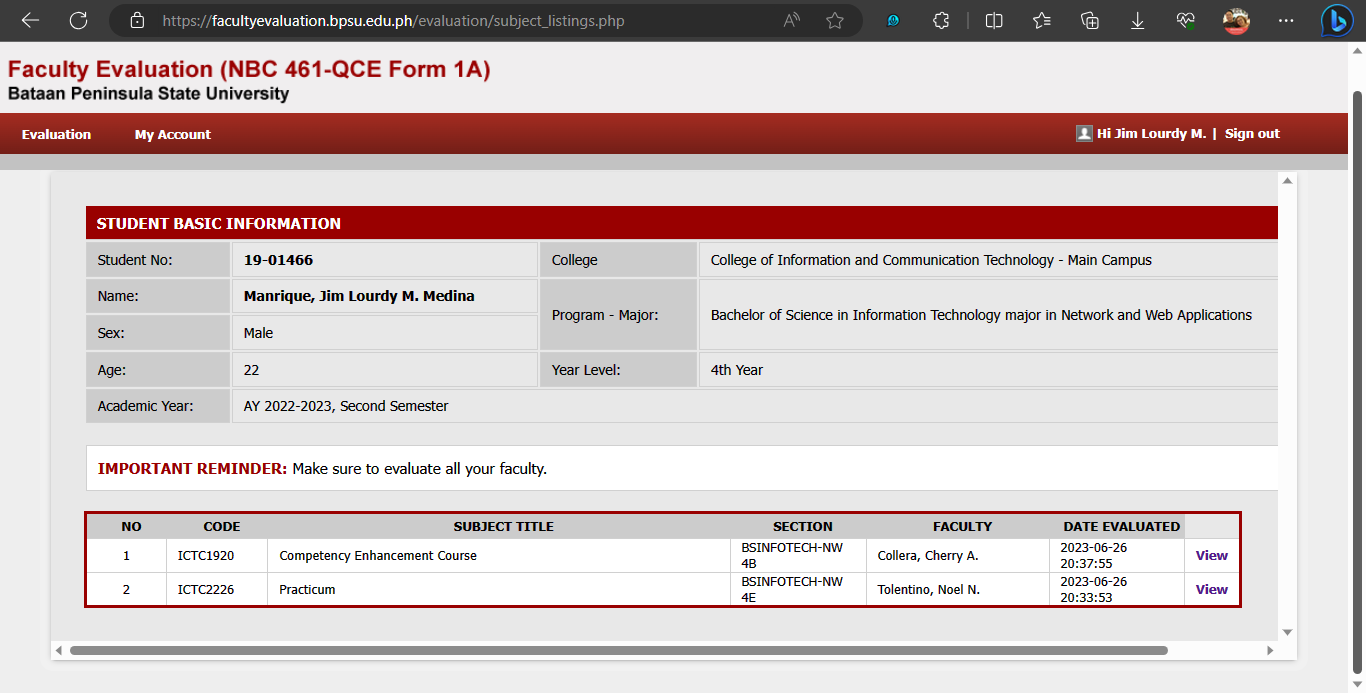 https://facultyevaluation.bpsu.edu.ph/evaluation/subject_listings.php
Faculty Evaluation (NBC 461-QCE Form 1A)
Bataan Peninsula State University
Evaluation My Account Hi Jim Lourdy M. | Sign out
STUDENT BASIC INFORMATION
Student No: 19-01466 College College of Information and Communication Technology - Main Campus
Name: Manrique, Jim Lourdy M. Medina
Program - Major: Bachelor of Science in Information Technology major in Network and Web Applications
Sex: Male
Age: 22 Year Level: 4th Year
Academic Year: AY 2022-2023, Second Semester
IMPORTANT REMINDER: Make sure to evaluate all your faculty.
NO CODE SUBJECT TITLE SECTION FACULTY DATE EVALUATED
1 ICTC1920 Competency Enhancement Course BSINFOTECH-NW 4B Collera, Cherry A. 2023-06-26 20:37:55 View
2 ICTC2226 Practicum BSINFOTECH-NW 4E Tolentino, Noel N. 2023-06-26 20:33:53 View